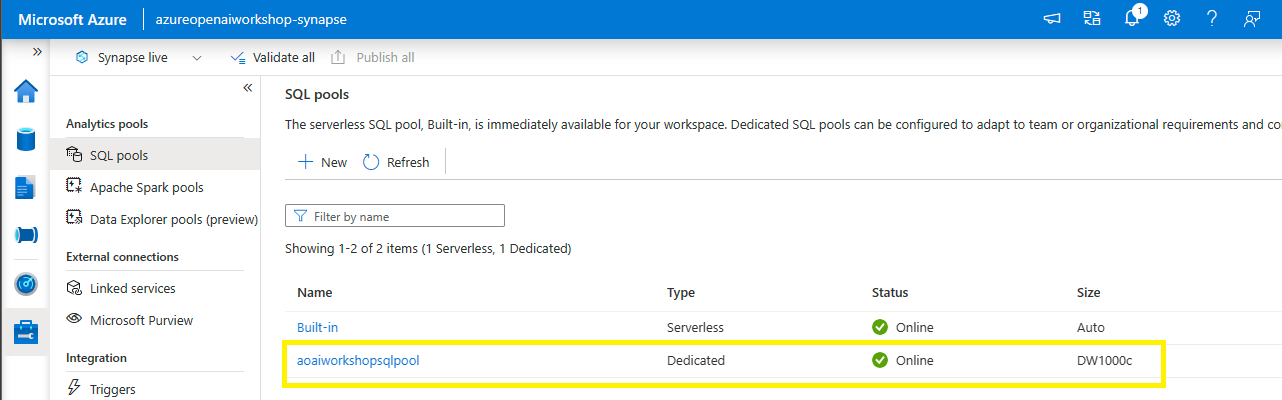 Microsoft Azure azureopenaiworkshop-synapse 1
» Synapse live Validate all Publish all
«
Analytics pools
SQL pools
Apache Spark pools
Data Explorer pools (preview)
External connections
Linked services
Microsoft Purview
Integration
Triggers
SQL pools
The serverless SQL pool, Built-in, is immediately available for your workspace. Dedicated SQL pools can be configured to adapt to team or organizational requirements and co
New Refresh
Filter by name
Showing 1-2 of 2 items (1 Serverless, 1 Dedicated)
Name Type Status Size
Built-in Serverless Online Auto
aoaiworkshopsqlpool Dedicated Online DW1000c